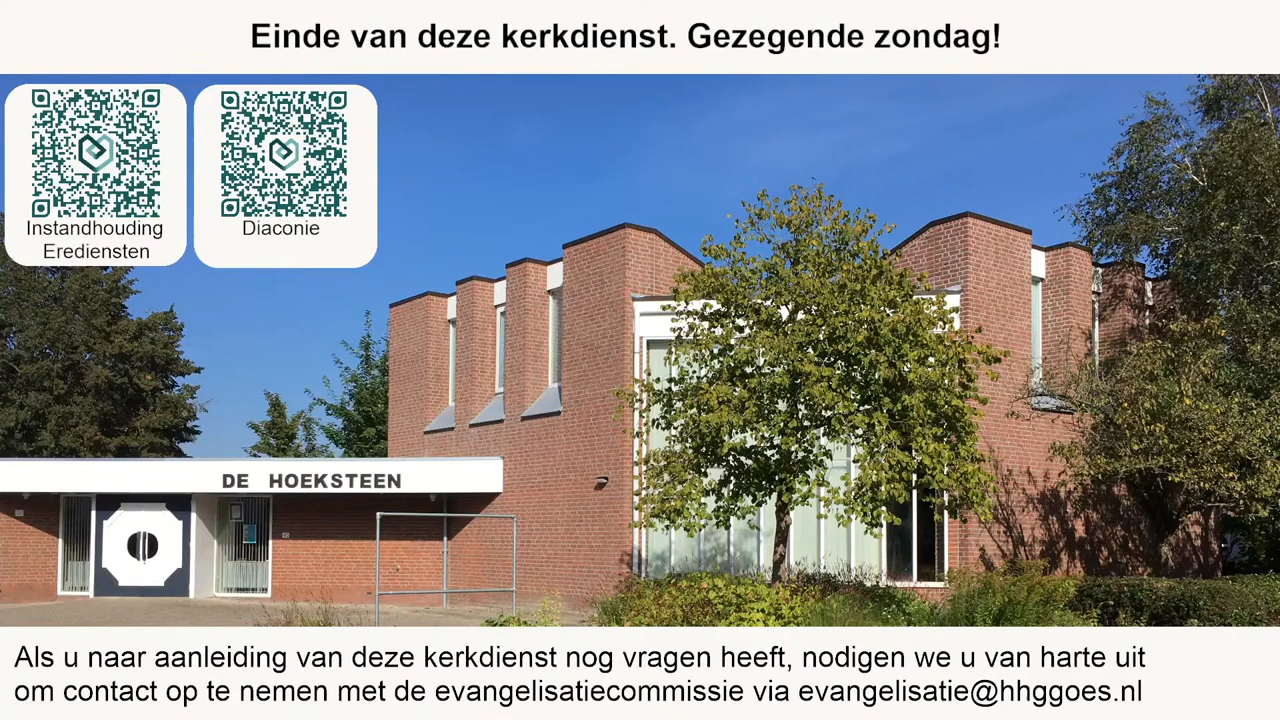 Einde van deze kerkdienst. Gezegende zondag!
Instandhouding
Erediensten
Diaconie
DE HOEKSTEEN
Als u naar aanleiding van deze kerkdienst nog vragen heeft, nodigen we u van harte uit
om contact op te nemen met de evangelisatiecommissie via evangelisatie@hhggoes.nl